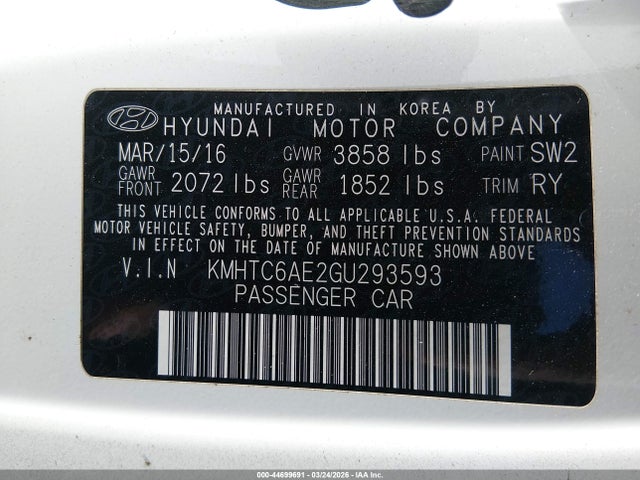 MANUFACTURED IN KOREA BY
HYUNDAI MOTOR COMPANY
MAR/15/16 GVWR 3858 lbs PAINT SW2
GAWR FRONT 2072 lbs GAWR REAR 1852 lbs TRIM RY
THIS VEHICLE CONFORMS TO ALL APPLICABLE U.S.A. FEDERAL
MOTOR VEHICLE SAFETY, BUMPER, AND THEFT PREVENTION STANDARDS
IN EFFECT ON THE DATE OF MANUFACTURE SHOWN ABOVE.
V.I.N KMHTC6AE2GU293593
PASSENGER CAR
000-44699691 - 03/24/2026 - IAAI.COM